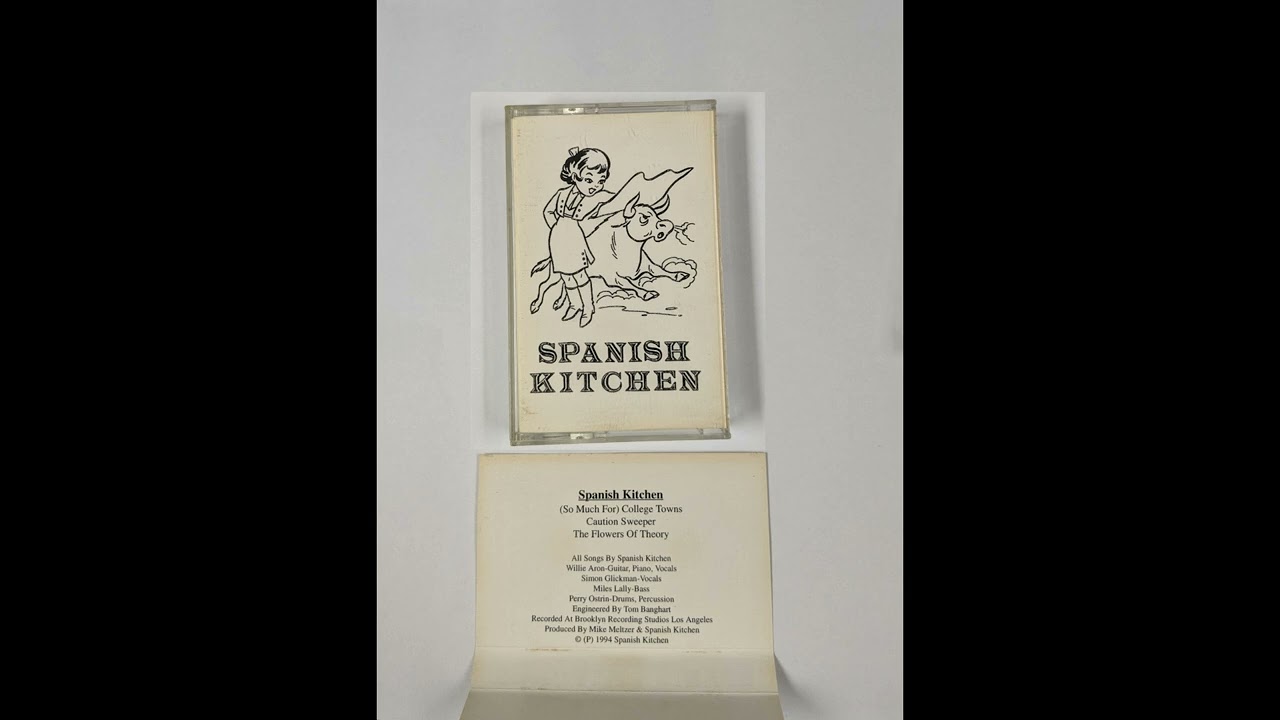 SPANISH
KITCHEN
Spanish Kitchen
(So Much For) College Towns
Caution Sweeper
The Flowers Of Theory
All Songs By Spanish Kitchen
Willie Aron-Guitar, Piano, Vocals
Simon Glickman-Vocals
Miles Lally-Bass
Perry Ostrin-Drums, Percussion
Engineered By Tom Banghart
Recorded At Brooklyn Recording Studios Los Angeles
Produced By Mike Meltzer & Spanish Kitchen
© (P) 1994 Spanish Kitchen